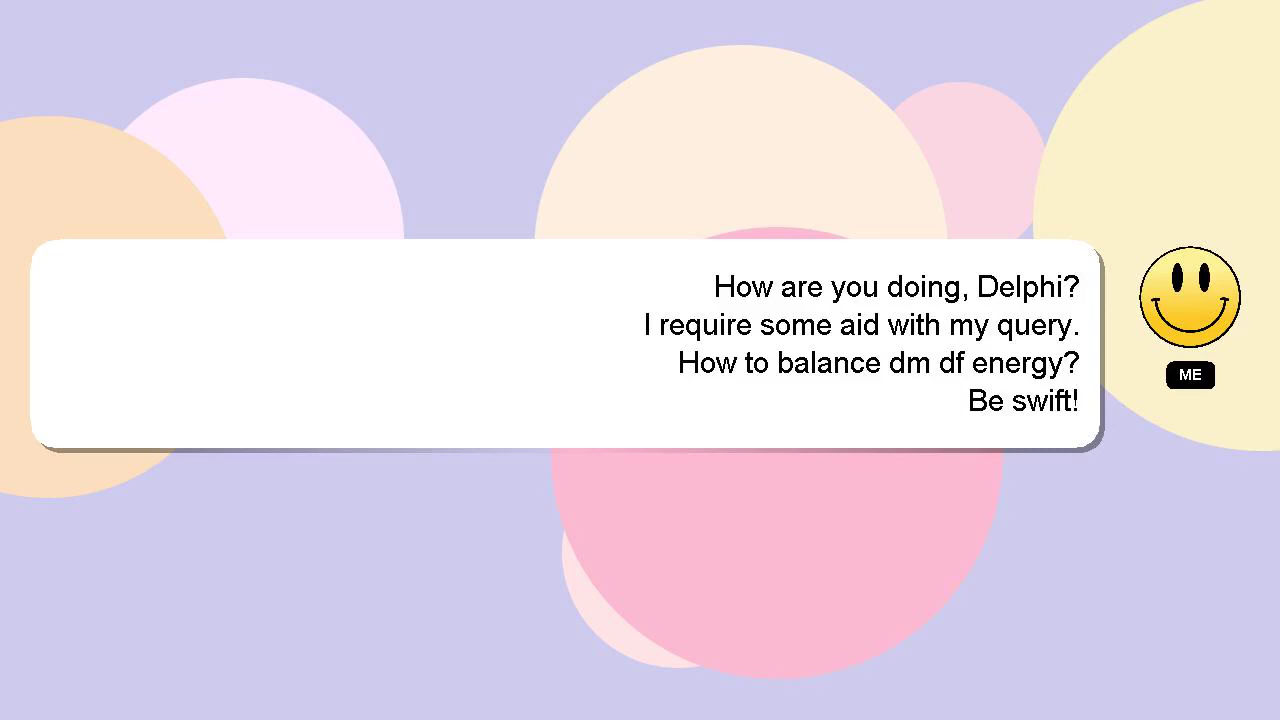 How are you doing, Delphi?
I require some aid with my query.
How to balance dm df energy?
Be swift!
ME